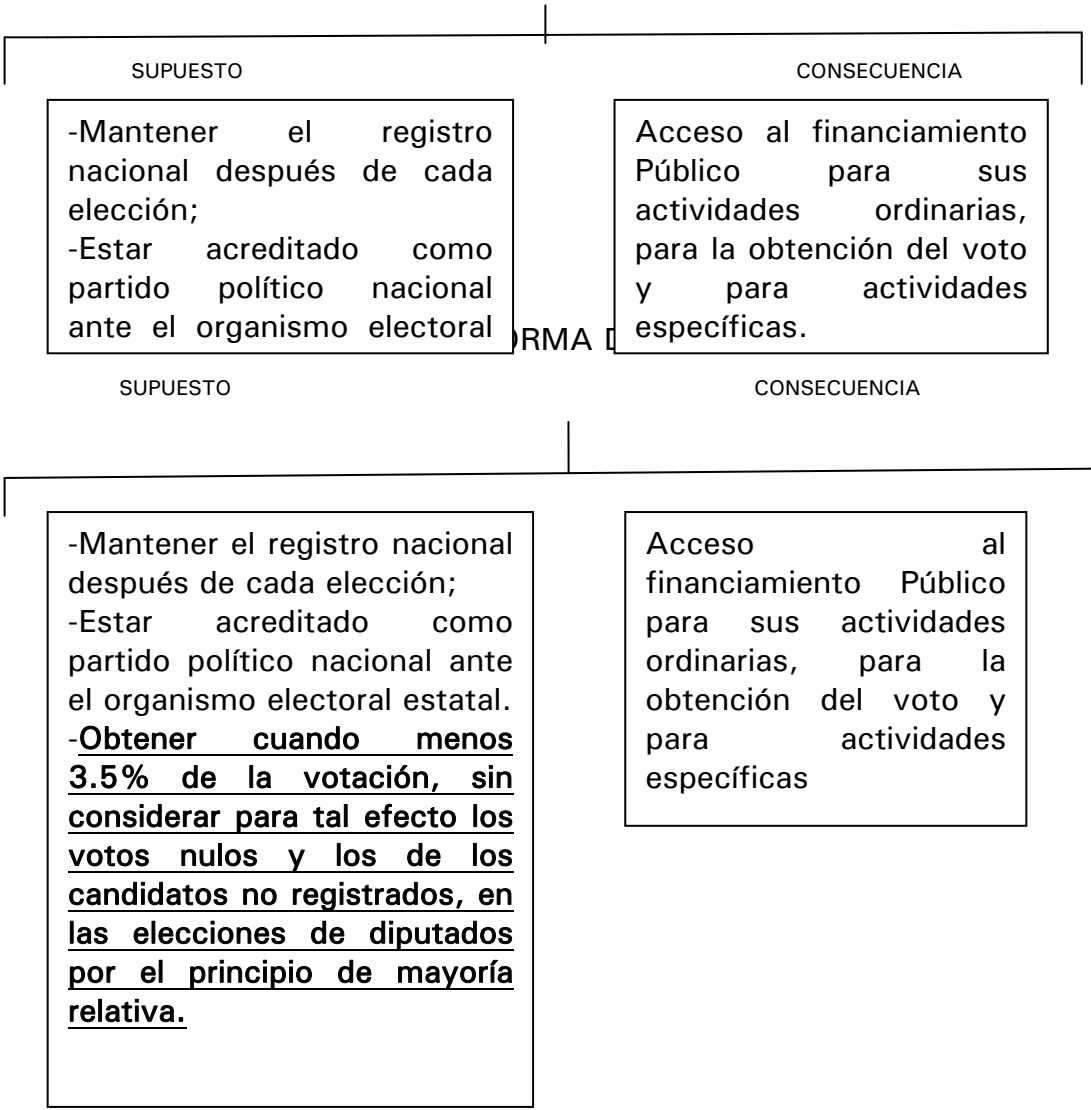 SUPUESTO
CONSECUENCIA
-Mantener el registro
nacional después de cada
elección;
-Estar acreditado como
partido político nacional
ante el organismo electoral
Acceso al financiamiento
Público para sus
actividades ordinarias,
para la obtención del voto
y para actividades
específicas.
SUPUESTO
CONSECUENCIA
-Mantener el registro nacional
después de cada elección;
-Estar acreditado como
partido político nacional ante
el organismo electoral estatal.
-Obtener cuando menos
3.5% de la votación, sin
considerar para tal efecto los
votos nulos y los de los
candidatos no registrados, en
las elecciones de diputados
por el principio de mayoría
relativa.
Acceso al
financiamiento Público
para sus actividades
ordinarias, para la
obtención del voto y
para actividades
específicas